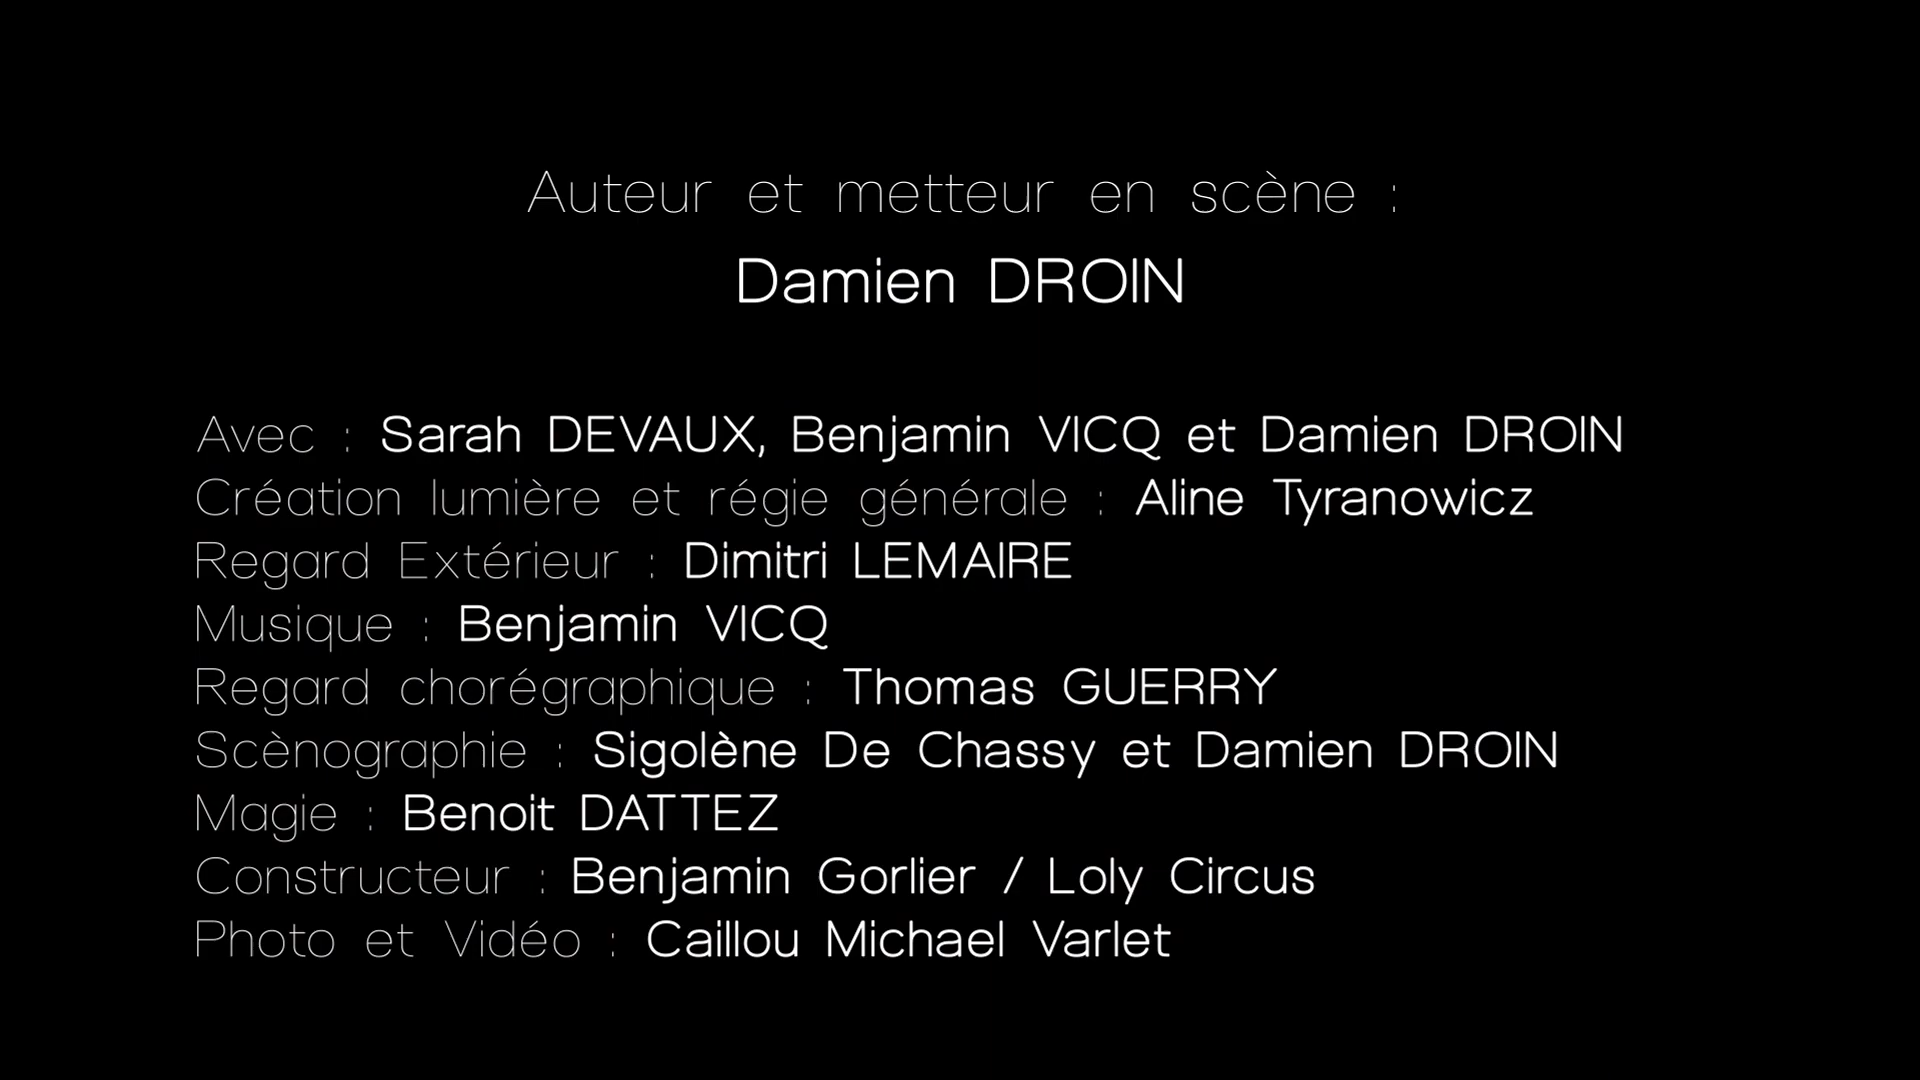 Auteur et metteur en scène :
Damien DROIN
Avec : Sarah DEVAUX, Benjamin VICQ et Damien DROIN
Création lumière et régie générale : Aline Tyranowicz
Regard Extérieur : Dimitri LEMAIRE
Musique : Benjamin VICQ
Regard chorégraphique : Thomas GUERRY
Scènographie : Sigolène De Chassy et Damien DROIN
Magie : Benoit DATTEZ
Constructeur : Benjamin Gorlier / Loly Circus
Photo et Vidéo : Caillou Michael Varlet